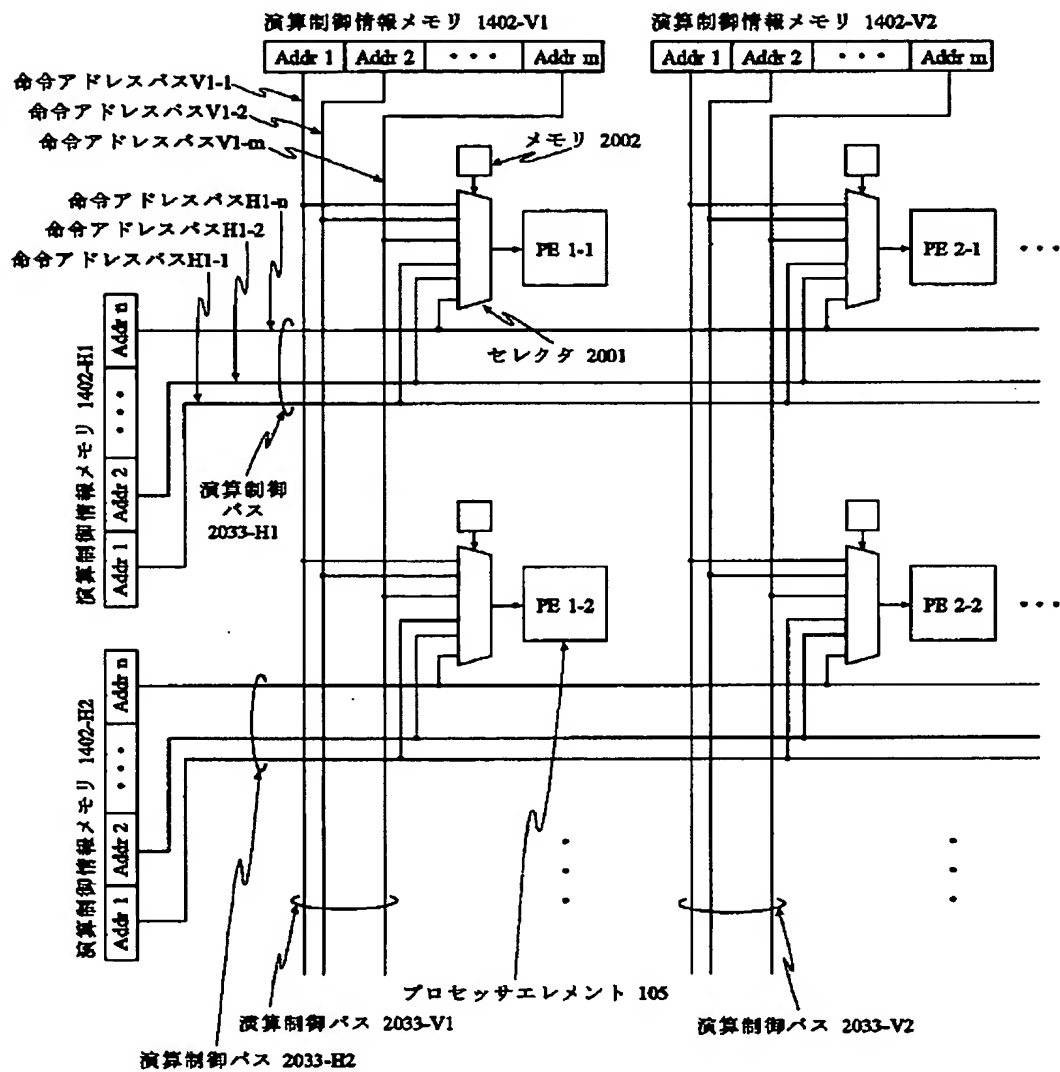 演算制御情報メモリ 1402-V1
演算制御情報メモリ 1402-V2
Addr 1 Addr 2 ・・・ Addr m
Addr 1 Addr 2 ・・・ Addr m
命令アドレスバスV1-1
命令アドレスバスV1-2
命令アドレスバスV1-m
メモリ 2002
命令アドレスバスH1-n
命令アドレスバスH1-2
命令アドレスバスH1-1
PE 1-1
PE 2-1
・・・
セレクタ 2001
演算制御情報メモリ 1402-H1
Addr n
・・・
Addr 2
Addr 1
演算制御
バス
2033-H1
PE 1-2
PE 2-2
・・・
演算制御情報メモリ 1402-H2
Addr n
・・・
Addr 2
Addr 1
プロセッサエレメント 105
演算制御バス 2033-V1
演算制御バス 2033-V2
演算制御バス 2033-H2